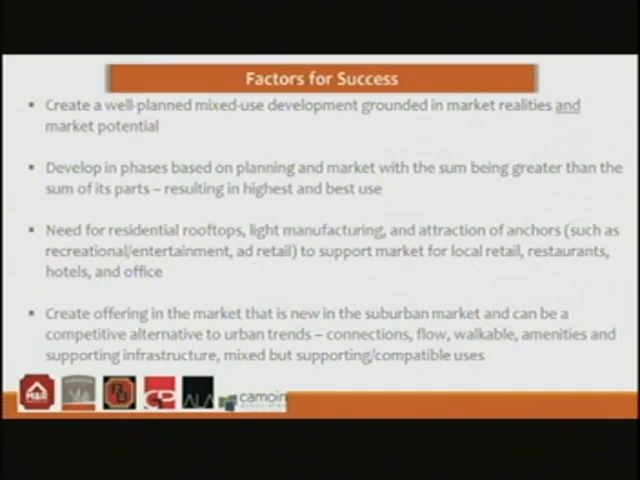 Factors for Success
▪ Create a well-planned mixed-use development grounded in market realities and
market potential
▪ Develop in phases based on planning and market with the sum being greater than the
sum of its parts – resulting in highest and best use
▪ Need for residential rooftops, light manufacturing, and attraction of anchors (such as
recreational/entertainment, ad retail) to support market for local retail, restaurants,
hotels, and office
▪ Create offering in the market that is new in the suburban market and can be a
competitive alternative to urban trends – connections, flow, walkable, amenities and
supporting infrastructure, mixed but supporting/compatible uses
M&R
CP
ALA
camoin